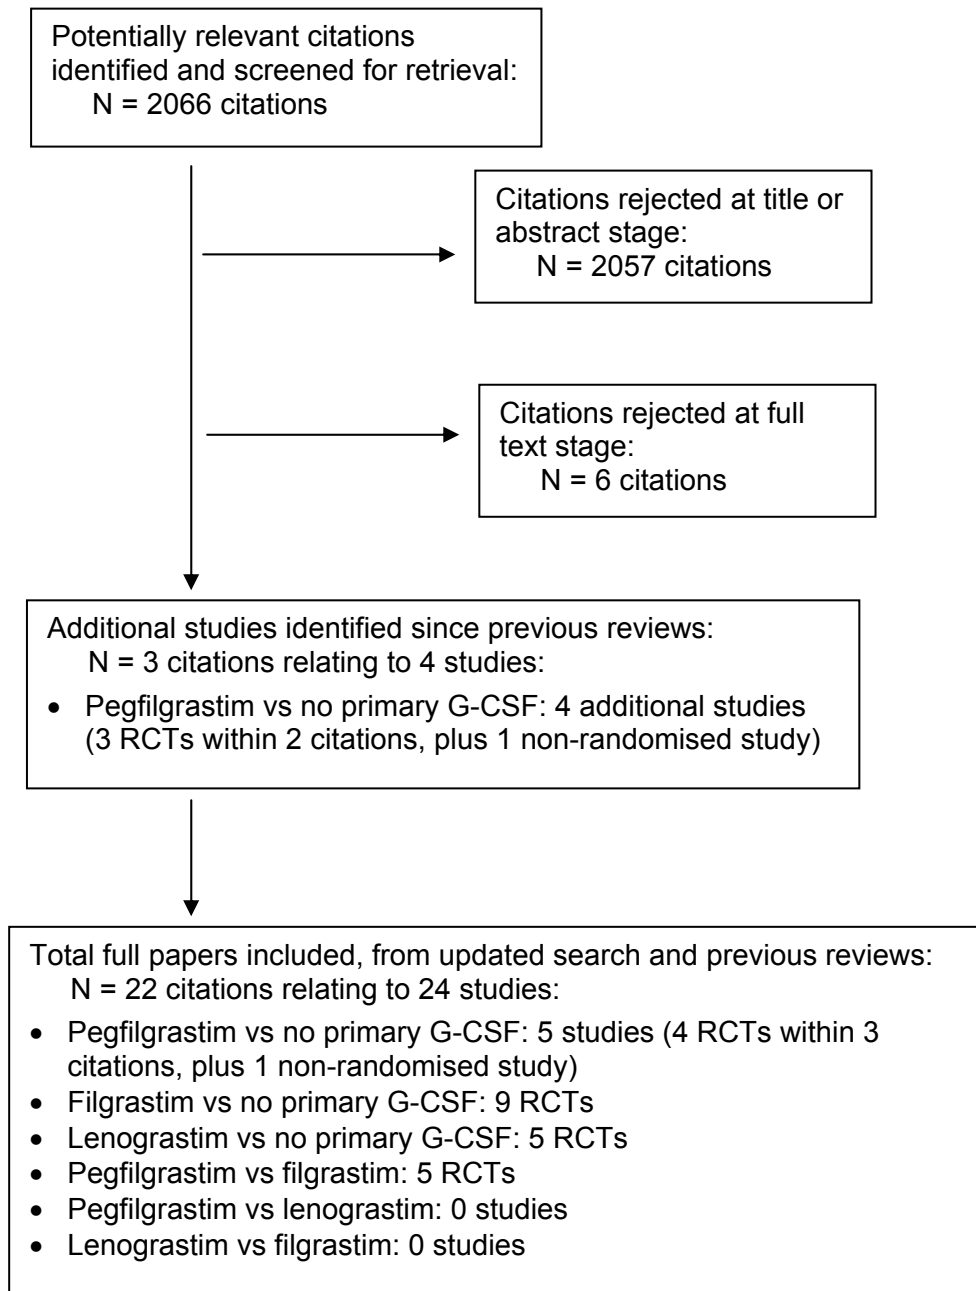 Potentially relevant citations
identified and screened for retrieval:
N = 2066 citations
Citations rejected at title or
abstract stage:
N = 2057 citations
Citations rejected at full
text stage:
N = 6 citations
Additional studies identified since previous reviews:
N = 3 citations relating to 4 studies:
• Pegfilgrastim vs no primary G-CSF: 4 additional studies
(3 RCTs within 2 citations, plus 1 non-randomised study)
Total full papers included, from updated search and previous reviews:
N = 22 citations relating to 24 studies:
• Pegfilgrastim vs no primary G-CSF: 5 studies (4 RCTs within 3
citations, plus 1 non-randomised study)
• Filgrastim vs no primary G-CSF: 9 RCTs
• Lenograstim vs no primary G-CSF: 5 RCTs
• Pegfilgrastim vs filgrastim: 5 RCTs
• Pegfilgrastim vs lenograstim: 0 studies
• Lenograstim vs filgrastim: 0 studies